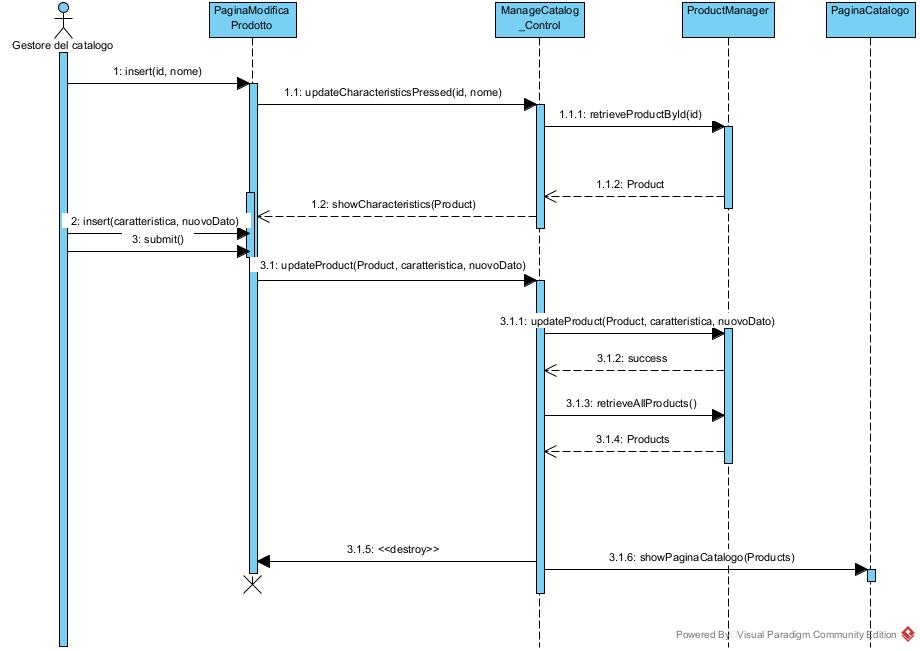 PaginaModifica
Prodotto
ManageCatalog
_Control
ProductManager
PaginaCatalogo
Gestore del catalogo
1: insert(id, nome)
1.1: updateCharacteristicsPressed(id, nome)
1.1.1: retrieveProductById(id)
1.1.2: Product
1.2: showCharacteristics(Product)
2: insert(caratteristica, nuovoDato)
3: submit()
3.1: updateProduct(Product, caratteristica, nuovoDato)
3.1.1: updateProduct(Product, caratteristica, nuovoDato)
3.1.2: success
3.1.3: retrieveAllProducts()
3.1.4: Products
3.1.5: <<destroy>>
3.1.6: showPaginaCatalogo(Products)
Powered By Visual Paradigm Community Edition